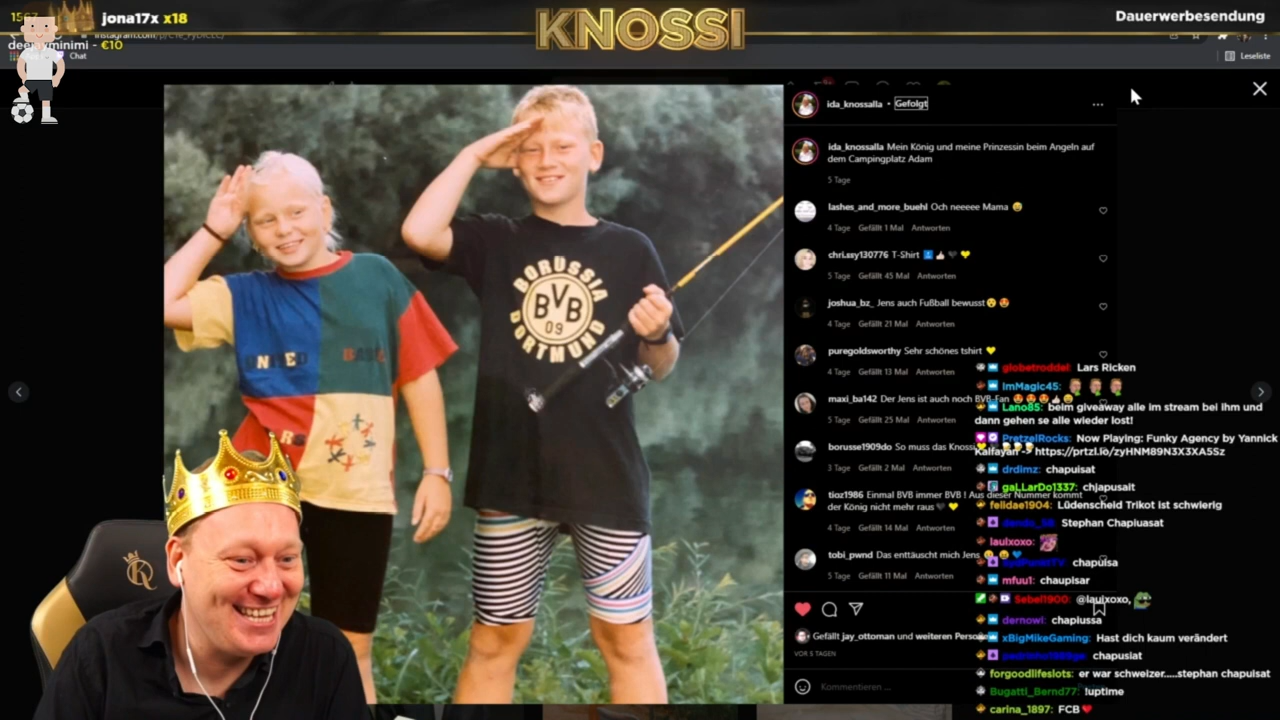 jona17x x18
KNOSSI
Dauerwerbesendung
deejayminimi - €10
Chat
Leseliste
ida_knossalla • Gefolgt
ida_knossalla Mein König und meine Prinzessin beim Angeln auf
dem Campingplatz Adam
5 Tage
lashes_and_more_buehl Och neeeee Mama 😫
4 Tage Gefällt 1 Mal Antworten
5 Tage Gefällt 45 Mal Antworten
joshua_bz_ Jens auch Fußball bewusst😮 😍
4 Tage Gefällt 21 Mal Antworten
puregoldsworthy Sehr schönes tshirt 💛
4 Tage Gefällt 13 Mal Antworten
maxi_ba142 Der Jens ist auch noch BVB-Fan
5 Tage Gefällt 25 Mal Antworten
borusse1909do So muss das Knossi
3 Tage Gefällt 2 Mal Antworten
tioz1986 Einmal BVB immer BVB ! Aus dieser Nummer kommt
der König nicht mehr raus🖤 💛
4 Tage Gefällt 14 Mal Antworten
tobi_pwnd Das enttäuscht mich Jens
5 Tage Gefällt 11 Mal Antworten
Gefällt jay_ottoman und weiteren
VOR 5 TAGEN
Kommentieren ...
globetroddel: Lars Ricken
ImMagic45:
Lano85: beim giveaway alle im stream bei ihm und
dann gehen se alle wieder lost!
PretzelRocks: Now Playing: Funky Agency by Yannick
Kalfayan -> https://prtzl.io/zyHNM89N3X3XA5Sz
drdimz: chapuisat
gaLLarDo1337: chjapusait
felidae1904: Lüdenscheid Trikot ist schwierig
Stephan Chapiuasat
lauixoxo:
chapuisa
mfuu1: chaupisar
Sebel1900: @lauixoxo,
dernowi: chapiussa
xBigMikeGaming: Hast dich kaum verändert
chapusiat
forgoodlifeslots: er war schweizer.....stephan chapuisat
Bugatti_Bernd77: !uptime
carina_1897: FCB❤️
BORUSSIA
BVB
09
DORTMUND
UNITED